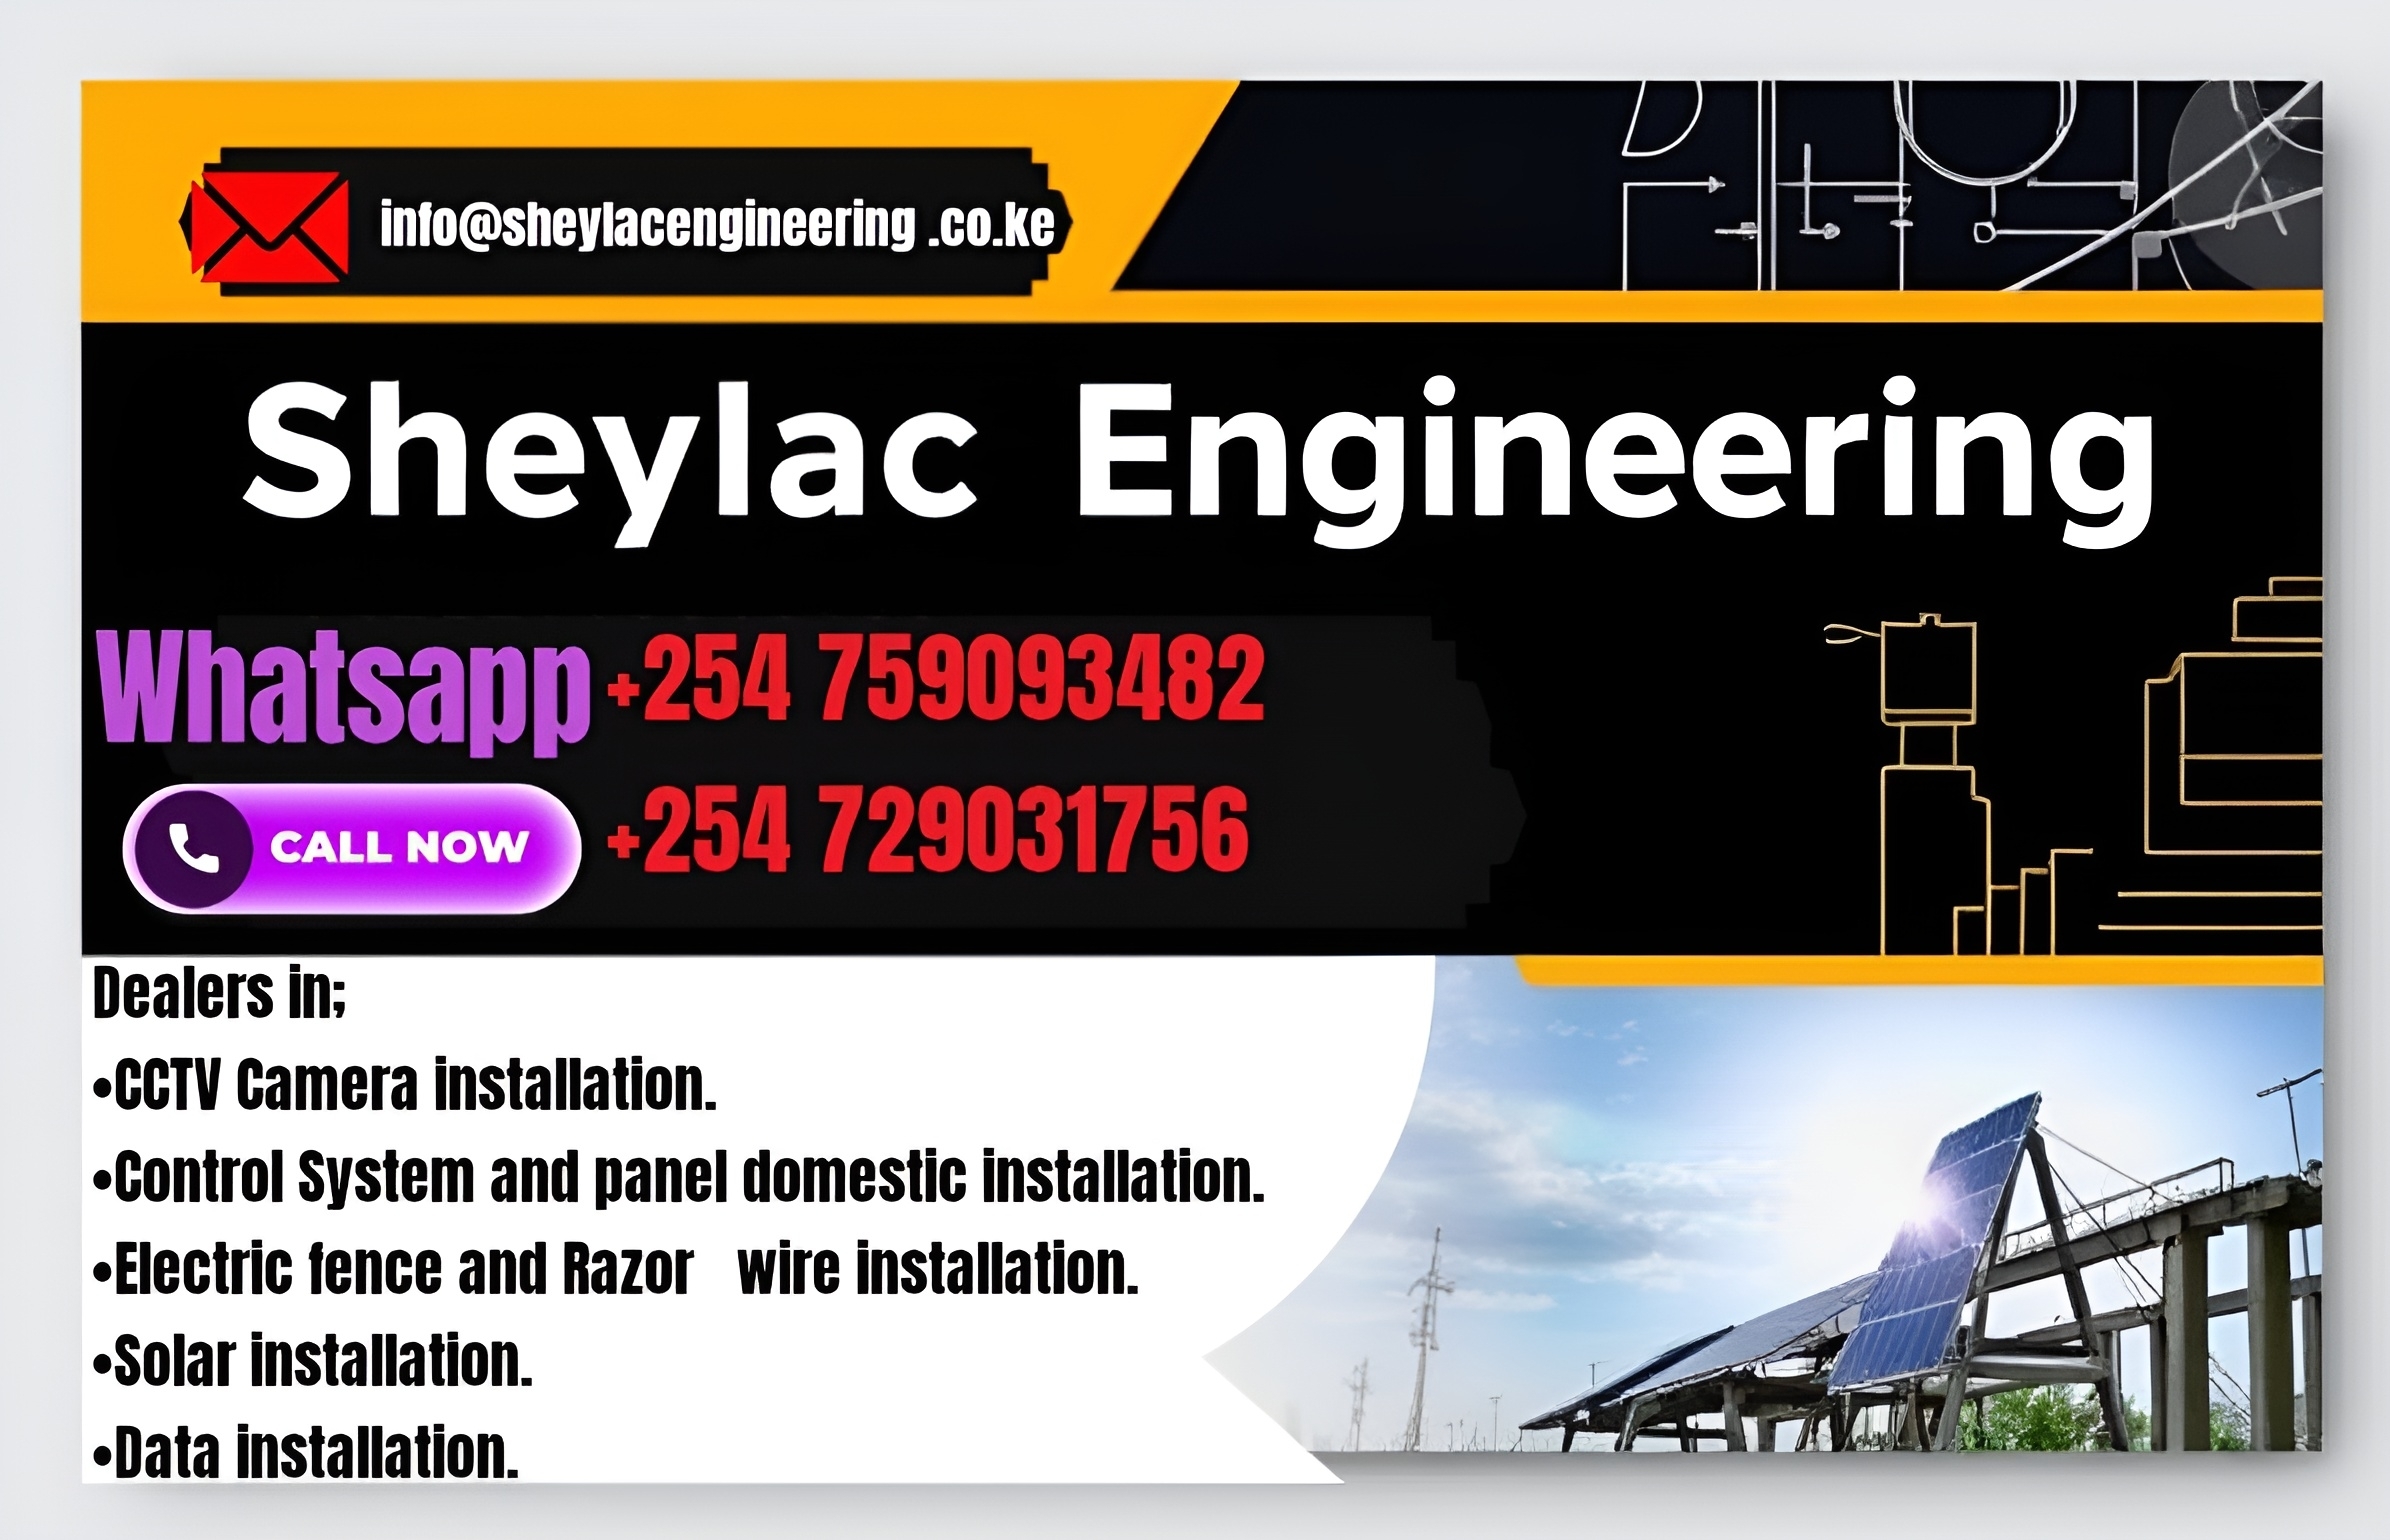 info@sheylacengineering .co.ke
Sheylac Engineering
Whatsapp +254 759093482
CALL NOW +254 729031756
Dealers in;
•CCTV Camera installation.
•Control System and panel domestic installation.
•Electric fence and Razor   wire installation.
•Solar installation.
•Data installation.